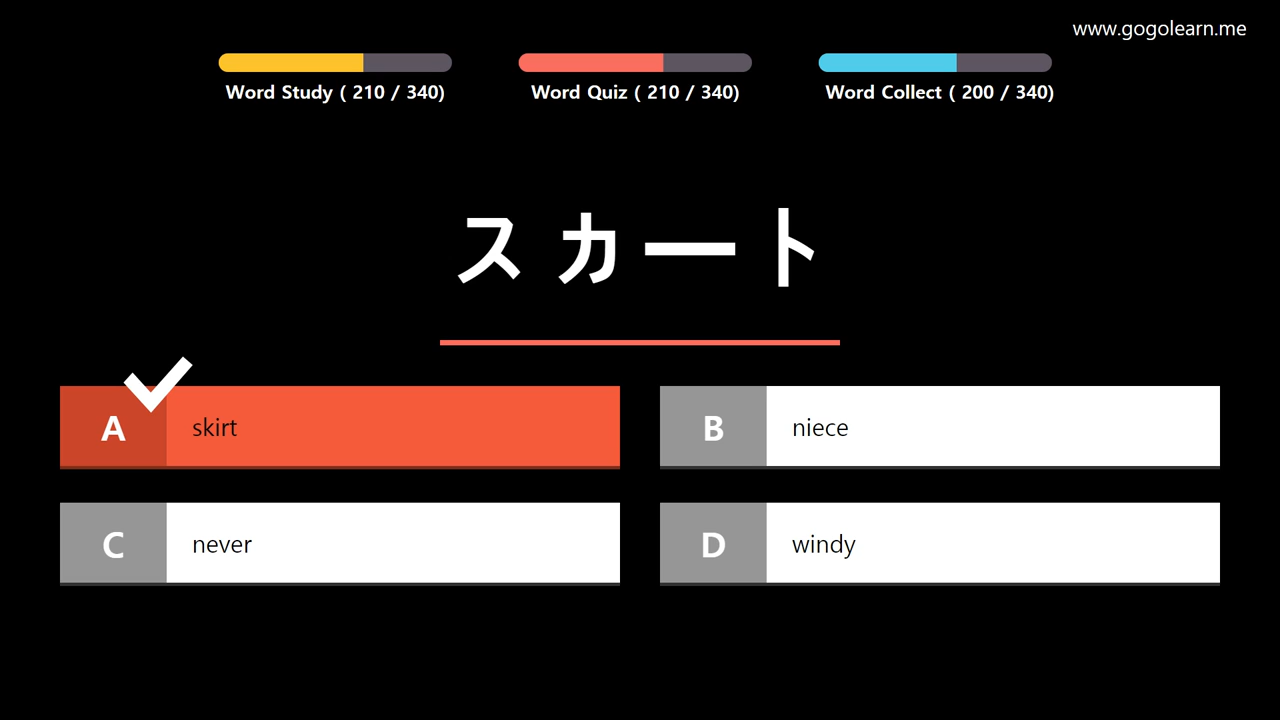 www.gogolearn.me
Word Study ( 210 / 340)
Word Quiz ( 210 / 340)
Word Collect ( 200 / 340)
スカート
A skirt
B niece
C never
D windy